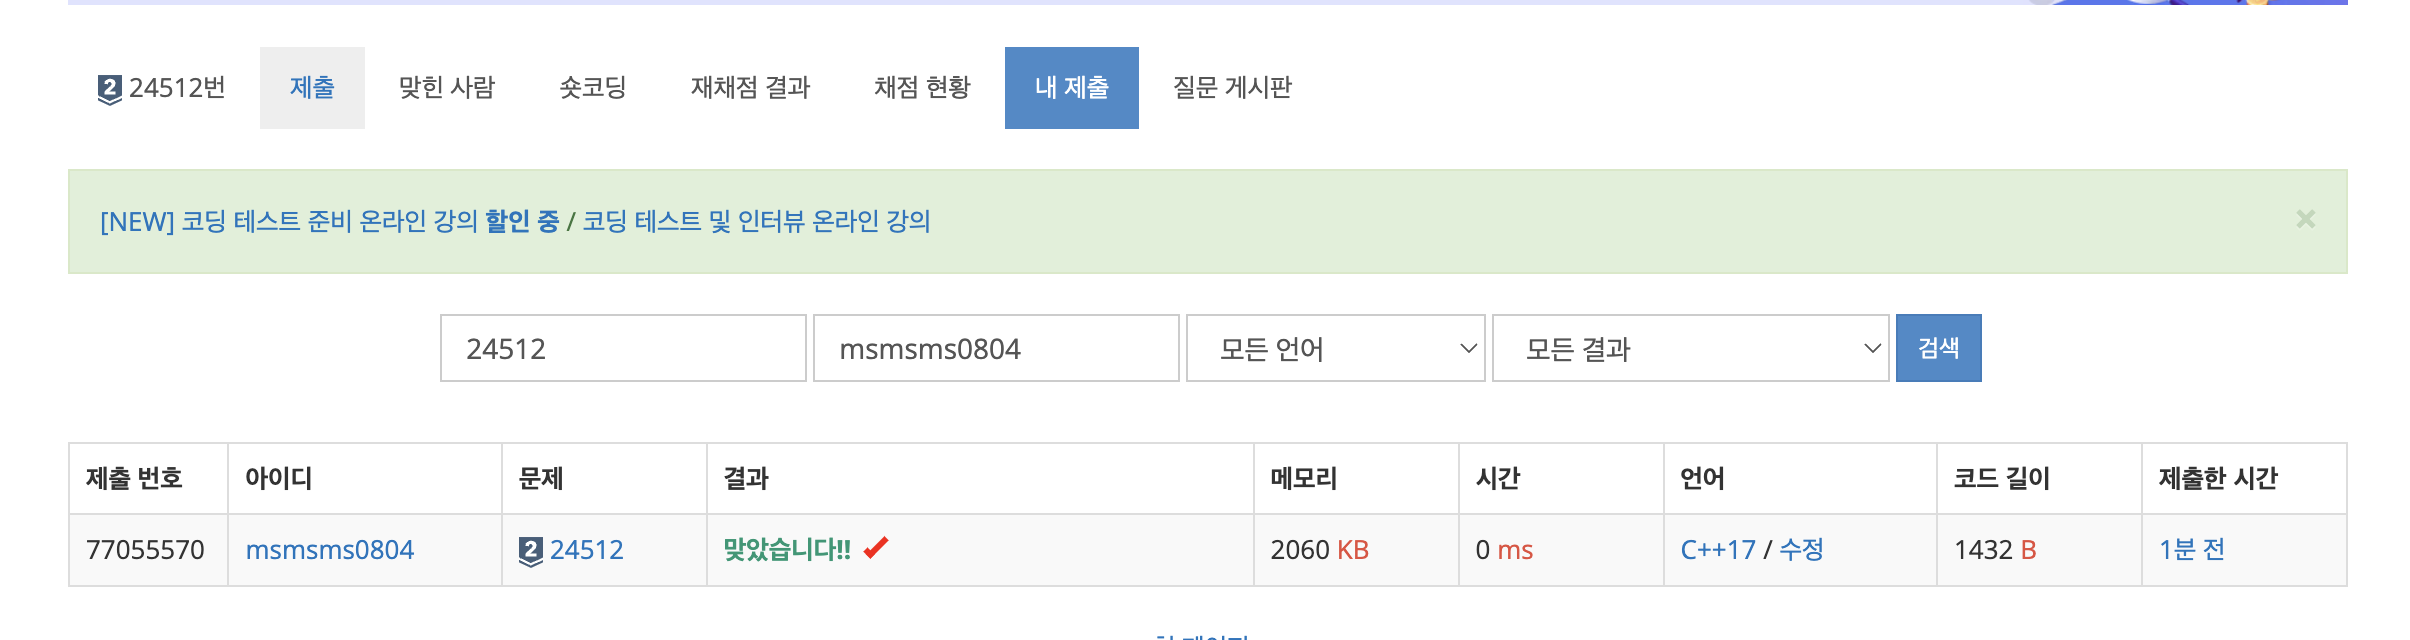 2 24512번 제출 맞힌 사람 숏코딩 재채점 결과 채점 현황 내 제출 질문 게시판
[NEW] 코딩 테스트 준비 온라인 강의 할인 중 / 코딩 테스트 및 인터뷰 온라인 강의 ×
24512 msmsms0804 모든 언어 모든 결과 검색
제출 번호 아이디 문제 결과 메모리 시간 언어 코드 길이 제출한 시간
77055570 msmsms0804 2 24512 맞았습니다!! 2060 KB 0 ms C++17 / 수정 1432 B 1분 전